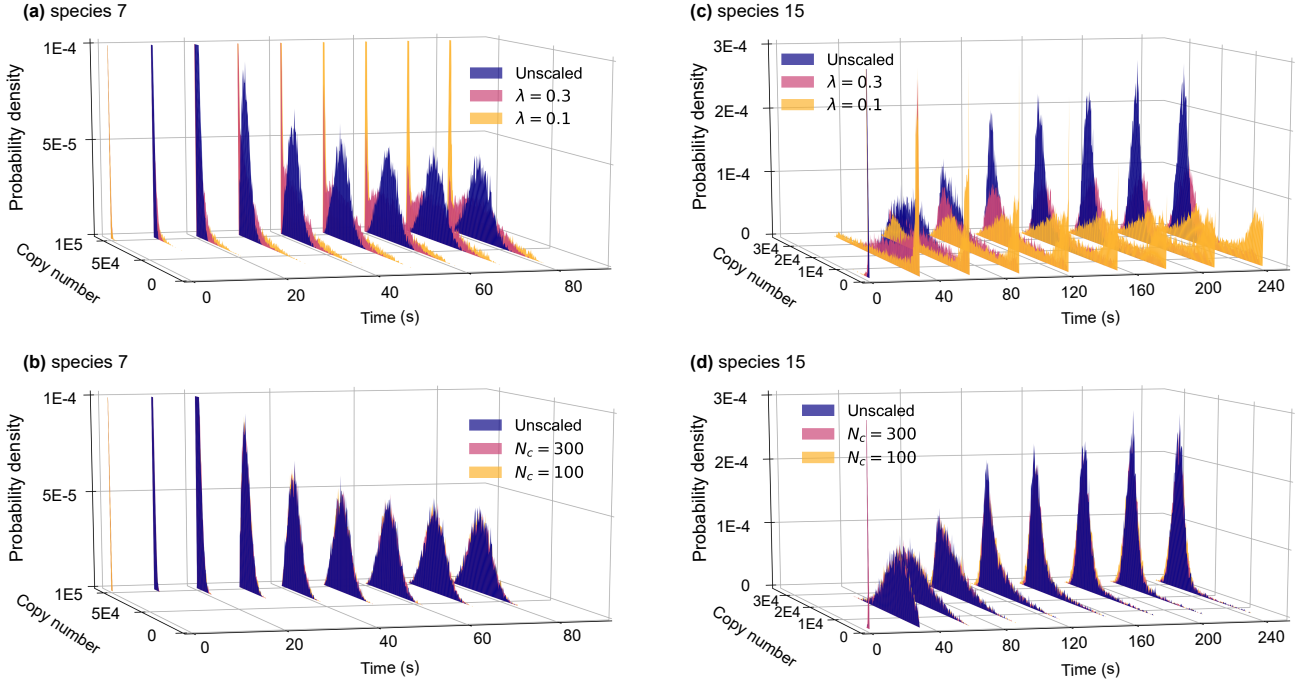 (a) species 7
1E-4
5E-5
0
Probability density
1E5
5E4
0
Copy number
0
20
40
60
80
Time (s)
Unscaled
λ = 0.3
λ = 0.1
(c) species 15
3E-4
2E-4
1E-4
0
Probability density
3E4
2E4
1E4
0
Copy number
0
40
80
120
160
200
240
Time (s)
Unscaled
λ = 0.3
λ = 0.1
(b) species 7
1E-4
5E-5
0
Probability density
1E5
5E4
0
Copy number
0
20
40
60
80
Time (s)
Unscaled
N_c = 300
N_c = 100
(d) species 15
3E-4
2E-4
1E-4
0
Probability density
3E4
2E4
1E4
0
Copy number
0
40
80
120
160
200
240
Time (s)
Unscaled
N_c = 300
N_c = 100